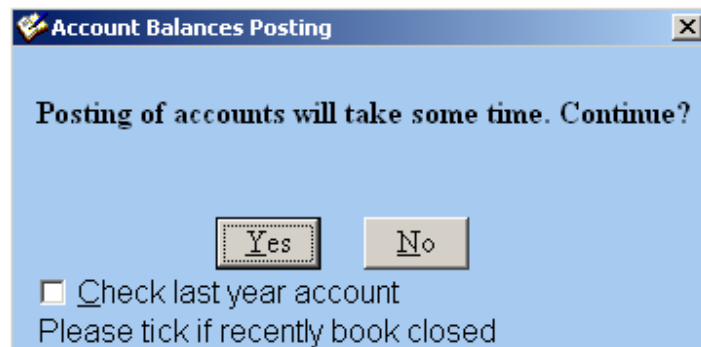 Account Balances Posting
Posting of accounts will take some time. Continue?
Yes No
Check last year account
Please tick if recently book closed